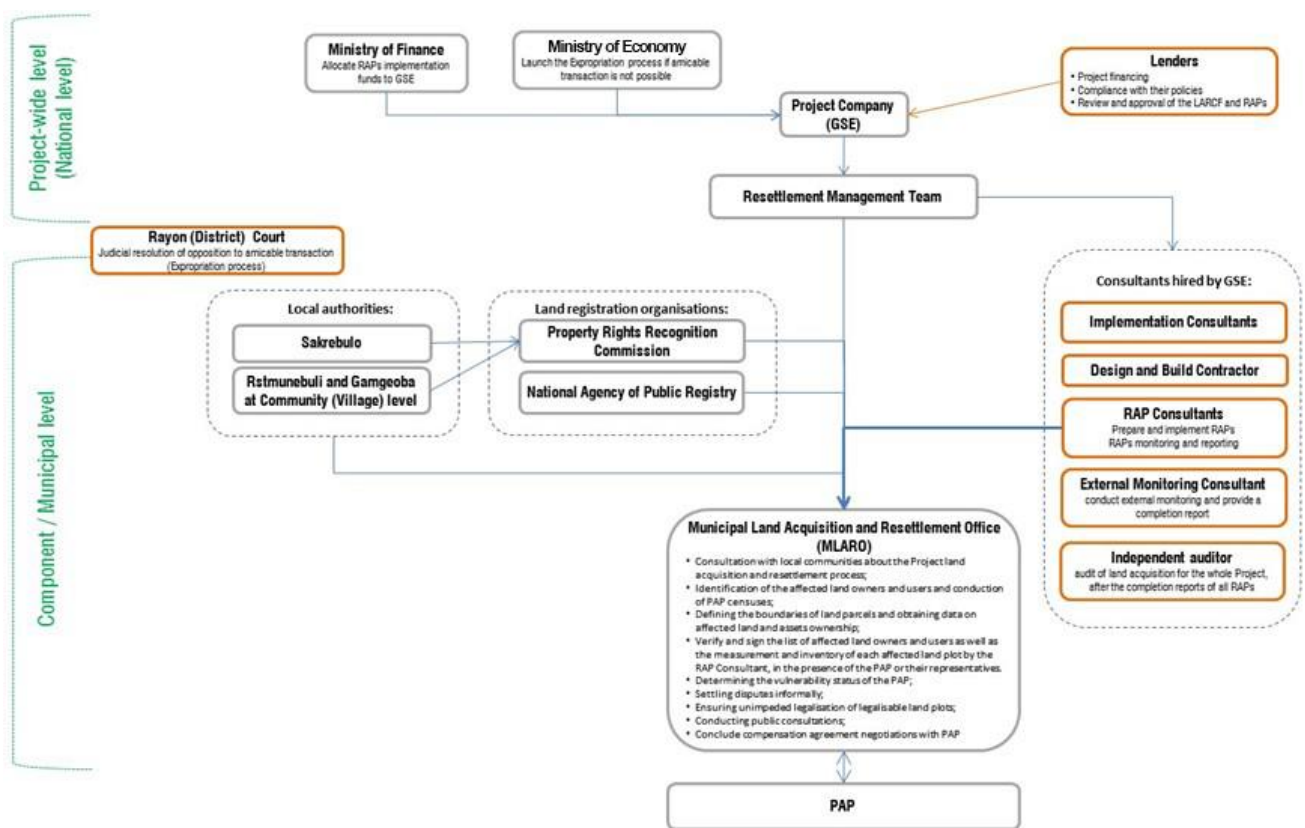 Project-wide level
(National level)
Ministry of Finance
Allocate RAPs implementation
funds to GSE
Ministry of Economy
Launch the Expropriation process if amicable
transaction is not possible
Lenders
• Project financing
• Compliance with their policies
• Review and approval of the LARCF and RAPs
Project Company
(GSE)
Resettlement Management Team
Rayon (District) Court
Judicial resolution of opposition to amicable transaction
(Expropriation process)
Component / Municipal level
Local authorities:
Sakrebulo
Rstmunebuli and Gamgeoba
at Community (Village) level
Land registration organisations:
Property Rights Recognition
Commission
National Agency of Public Registry
Consultants hired by GSE:
Implementation Consultants
Design and Build Contractor
RAP Consultants
Prepare and implement RAPs
RAPs monitoring and reporting
External Monitoring Consultant
conduct external monitoring and provide a
completion report
Independent auditor
audit of land acquisition for the whole Project,
after the completion reports of all RAPs
Municipal Land Acquisition and Resettlement Office
(MLARO)
• Consultation with local communities about the Project land
acquisition and resettlement process;
• Identification of the affected land owners and users and conduction
of PAP censuses;
• Defining the boundaries of land parcels and obtaining data on
affected land and assets ownership;
• Verify and sign the list of affected land owners and users as well as
the measurement and inventory of each affected land plot by the
RAP Consultant, in the presence of the PAP or their representatives.
• Determining the vulnerability status of the PAP;
• Settling disputes informally;
• Ensuring unimpeded legalisation of legalisable land plots;
• Conducting public consultations;
• Conclude compensation agreement negotiations with PAP
PAP